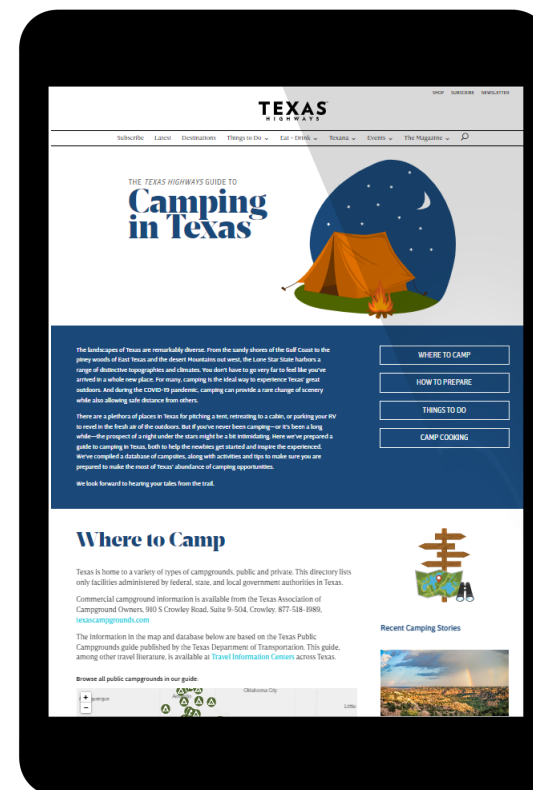 SHOP SUBSCRIBE NEWSLETTER
TEXAS
HIGHWAYS
Subscribe Latest Destinations Things to Do Eat + Drink Texana Events The Magazine
THE TEXAS HIGHWAYS GUIDE TO
Camping
in Texas
The landscapes of Texas are remarkably diverse. From the sandy shores of the Gulf Coast to the
piney woods of East Texas and the desert Mountains out west, the Lone Star State harbors a
range of distinctive topographies and climates. You don't have to go very far to feel like you've
arrived in a whole new place. For many, camping is the ideal way to experience Texas' great
outdoors. And during the COVID-19 pandemic, camping can provide a rare change of scenery
while also allowing safe distance from others.
There are a plethora of places in Texas for pitching a tent, retreating to a cabin, or parking your RV
to revel in the fresh air of the outdoors. But if you've never been camping—or it's been a long
while—the prospect of a night under the stars might be a bit intimidating. Here we've prepared a
guide to camping in Texas, both to help the newbies get started and inspire the experienced.
We've compiled a database of campsites, along with activities and tips to make sure you are
prepared to make the most of Texas' abundance of camping opportunities.
We look forward to hearing your tales from the trail.
WHERE TO CAMP
HOW TO PREPARE
THINGS TO DO
CAMP COOKING
Where to Camp
Texas is home to a variety of types of campgrounds, public and private. This directory lists
only facilities administered by federal, state, and local government authorities in Texas.
Commercial campground information is available from the Texas Association of
Campground Owners, 910 S Crowley Road, Suite 9-504, Crowley. 877-518-1989,
texascampgrounds.com
The information in the map and database below are based on the Texas Public
Campgrounds guide published by the Texas Department of Transportation. This guide,
among other travel literature, is available at Travel Information Centers across Texas.
Browse all public campgrounds in our guide:
+
−
Oklahoma City
Little
Recent Camping Stories